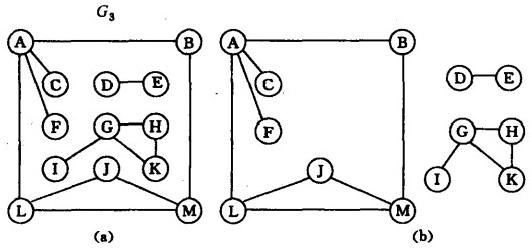 G₃
A B A B
C D E C D E
F G H F G H
I J K J I K
L M L M
(a) (b)